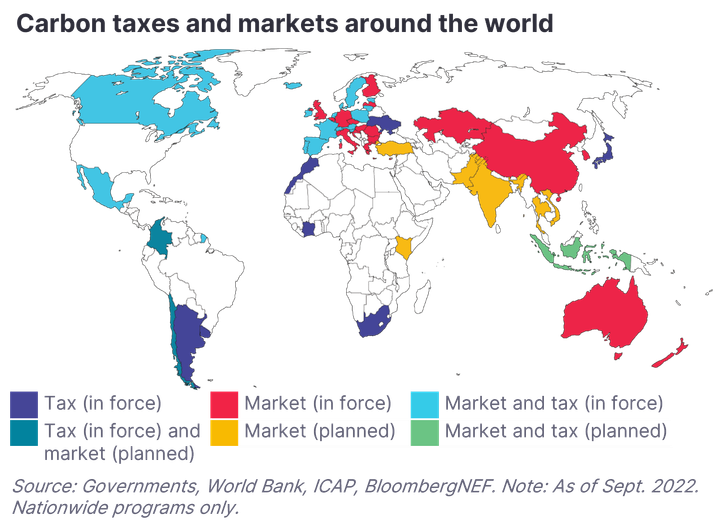 Carbon taxes and markets around the world
Tax (in force)
Market (in force)
Market and tax (in force)
Tax (in force) and
market (planned)
Market (planned)
Market and tax (planned)
Source: Governments, World Bank, ICAP, BloombergNEF. Note: As of Sept. 2022.
Nationwide programs only.